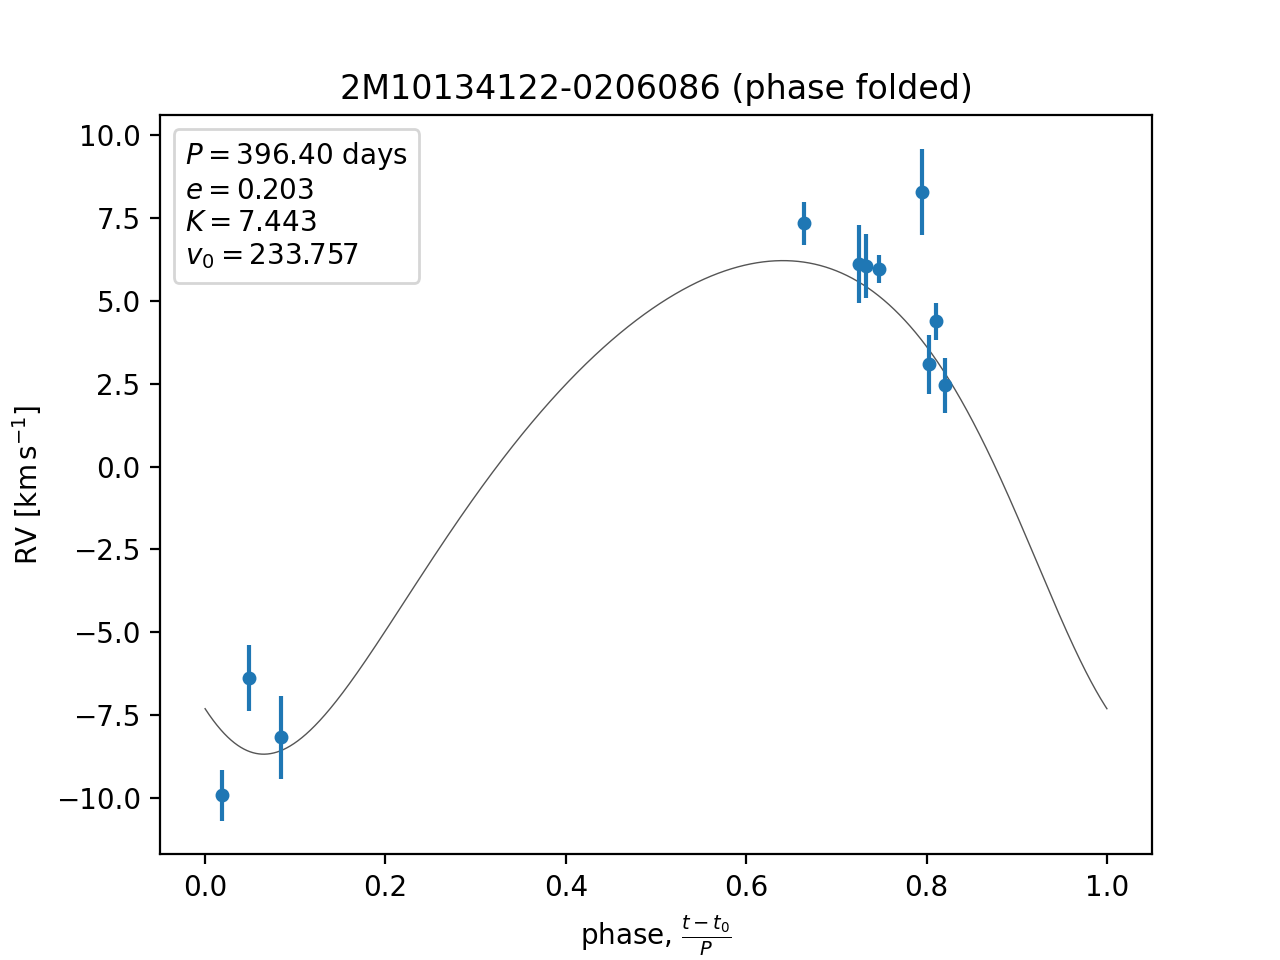 2M10134122-0206086 (phase folded)
P = 396.40 days
e = 0.203
K = 7.443
v₀ = 233.757
10.0
7.5
5.0
2.5
0.0
−2.5
−5.0
−7.5
−10.0
RV [km s⁻¹]
0.0 0.2 0.4 0.6 0.8 1.0
phase, (t − t₀)/P